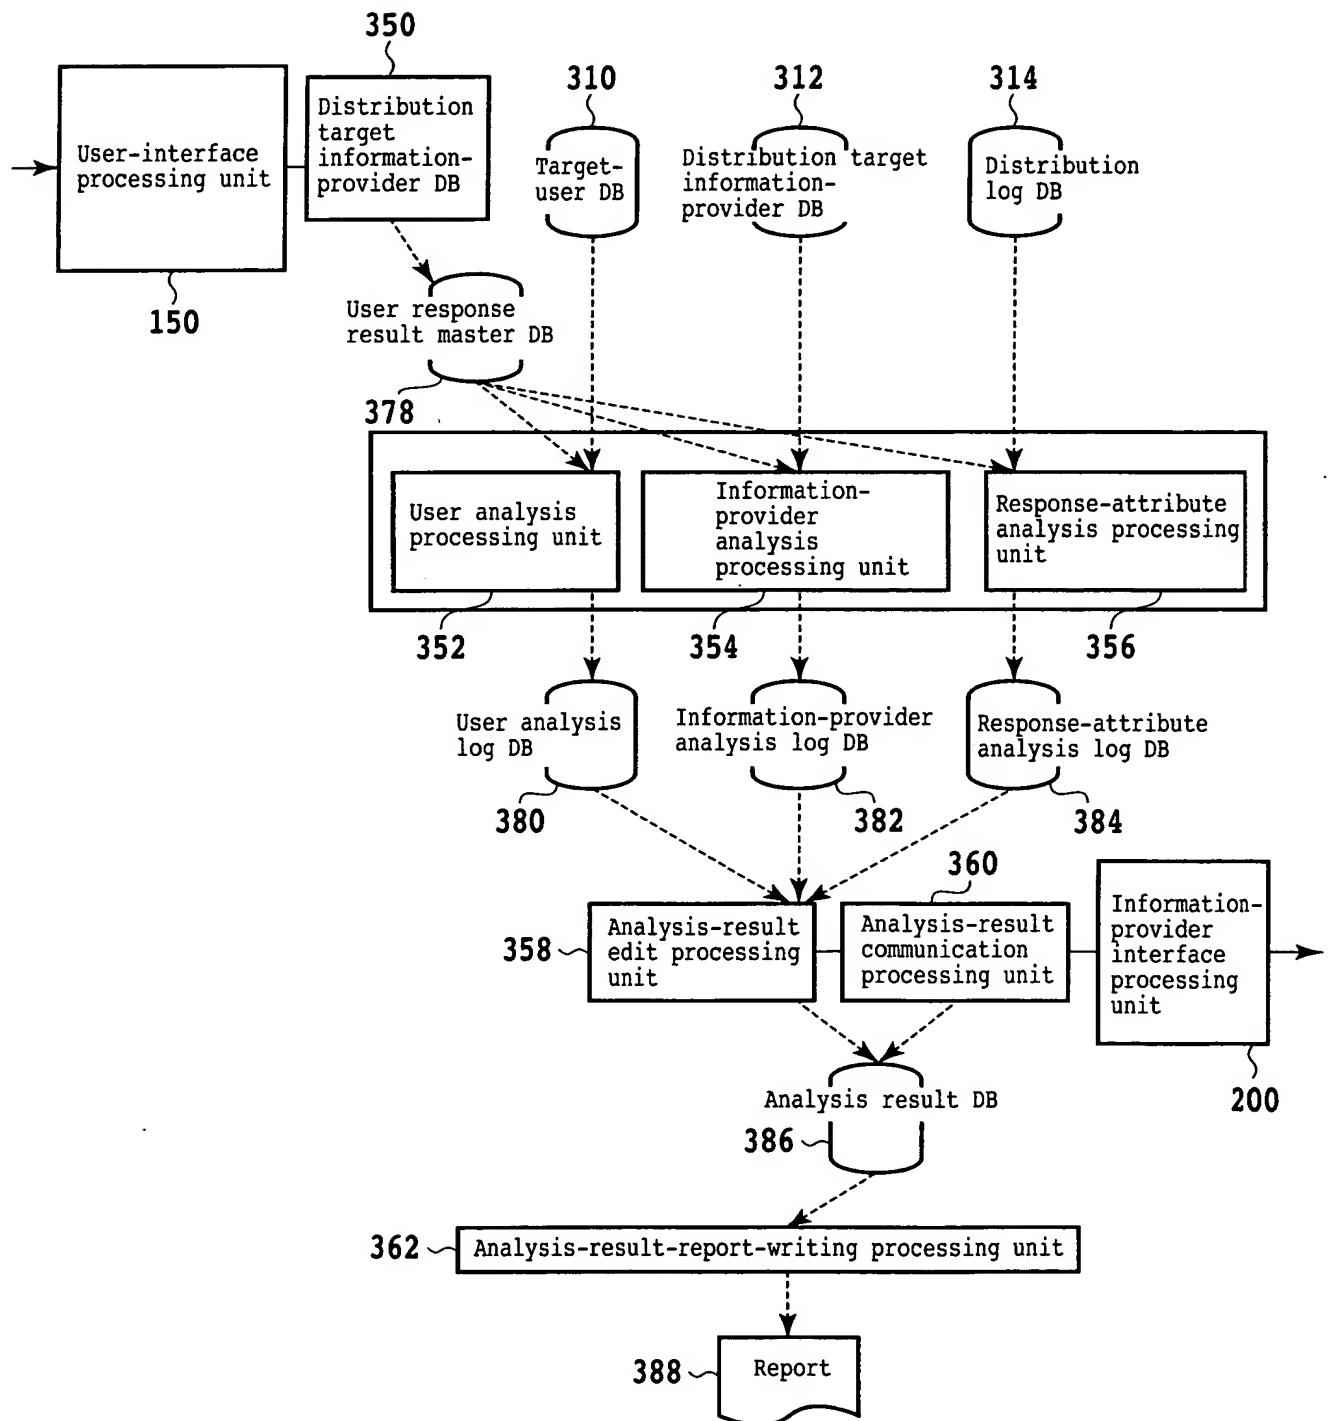 350
310
312
314
User-interface
processing unit
Distribution
target
information-
provider DB
Target-
user DB
Distribution target
information-
provider DB
Distribution
log DB
150
User response
result master DB
378
User analysis
processing unit
Information-
provider
analysis
processing unit
Response-attribute
analysis processing
unit
352
354
356
User analysis
log DB
Information-provider
analysis log DB
Response-attribute
analysis log DB
380
382
384
360
358
Analysis-result
edit processing
unit
Analysis-result
communication
processing unit
Information-
provider
interface
processing
unit
200
Analysis result DB
386
362
Analysis-result-report-writing processing unit
388
Report